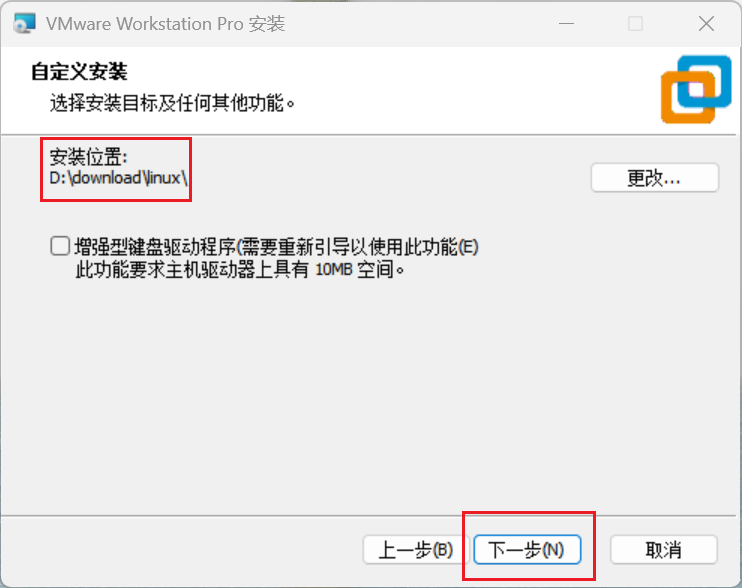 VMware Workstation Pro 安装
自定义安装
选择安装目标及任何其他功能。
安装位置:
D:\download\linux\
更改...
增强型键盘驱动程序(需要重新引导以使用此功能(E)
此功能要求主机驱动器上具有 10MB 空间。
上一步(B)
下一步(N)
取消